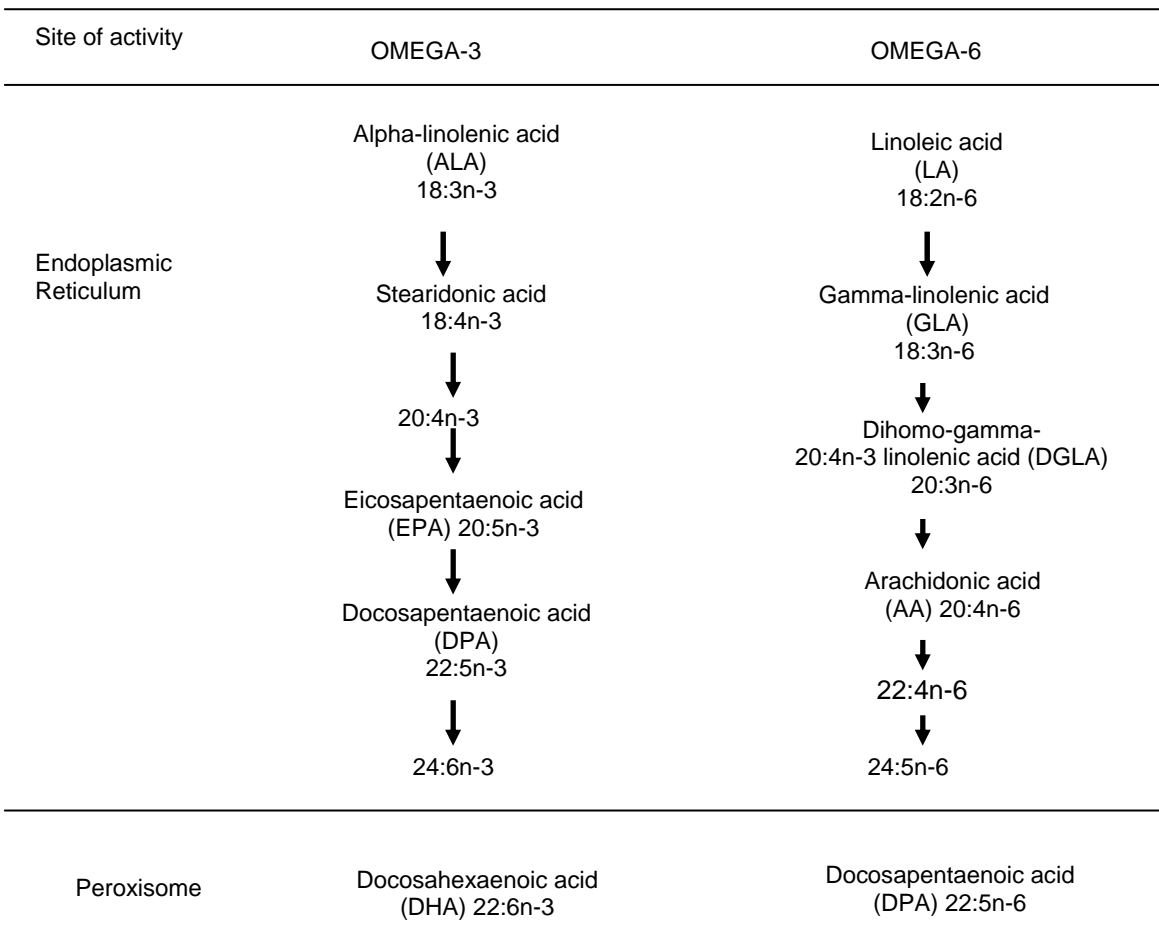 Site of activity
OMEGA-3
OMEGA-6
Alpha-linolenic acid
(ALA)
18:3n-3
Linoleic acid
(LA)
18:2n-6
Endoplasmic
Reticulum
Stearidonic acid
18:4n-3
Gamma-linolenic acid
(GLA)
18:3n-6
20:4n-3
Dihomo-gamma-
20:4n-3 linolenic acid (DGLA)
20:3n-6
Eicosapentaenoic acid
(EPA) 20:5n-3
Arachidonic acid
(AA) 20:4n-6
Docosapentaenoic acid
(DPA)
22:5n-3
22:4n-6
24:6n-3
24:5n-6
Peroxisome
Docosahexaenoic acid
(DHA) 22:6n-3
Docosapentaenoic acid
(DPA) 22:5n-6